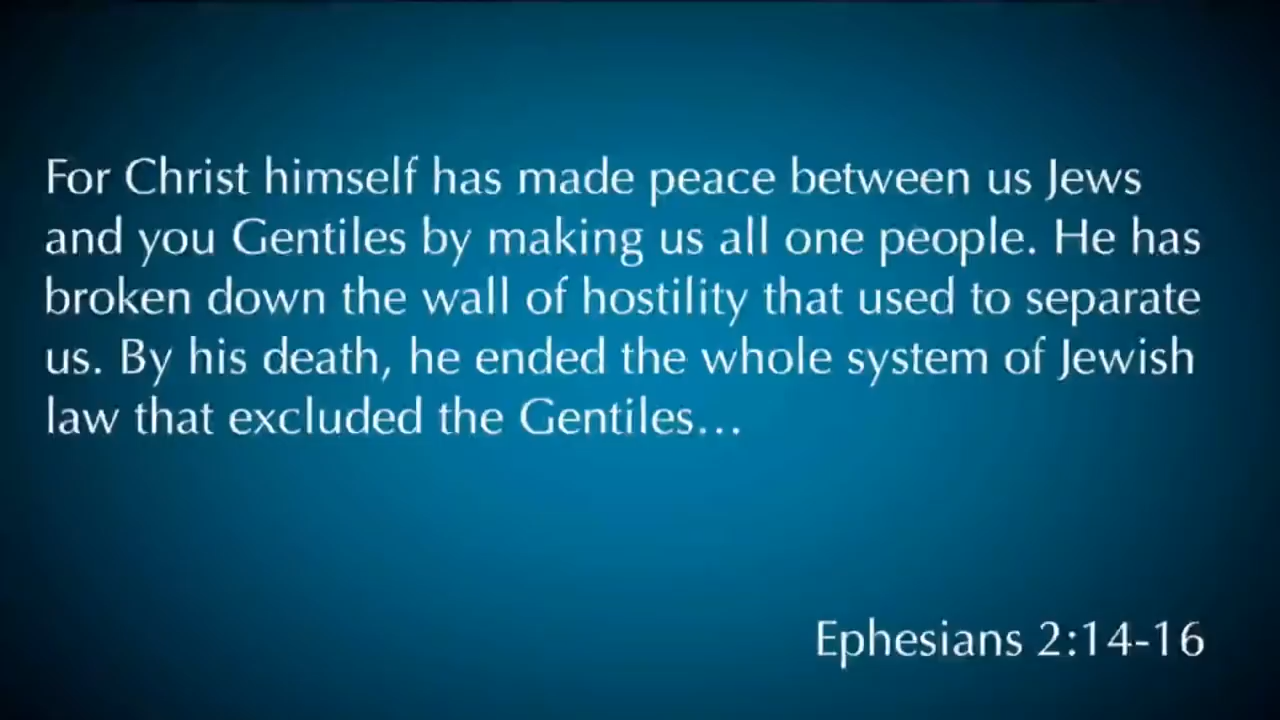 For Christ himself has made peace between us Jews
and you Gentiles by making us all one people. He has
broken down the wall of hostility that used to separate
us. By his death, he ended the whole system of Jewish
law that excluded the Gentiles…
Ephesians 2:14-16